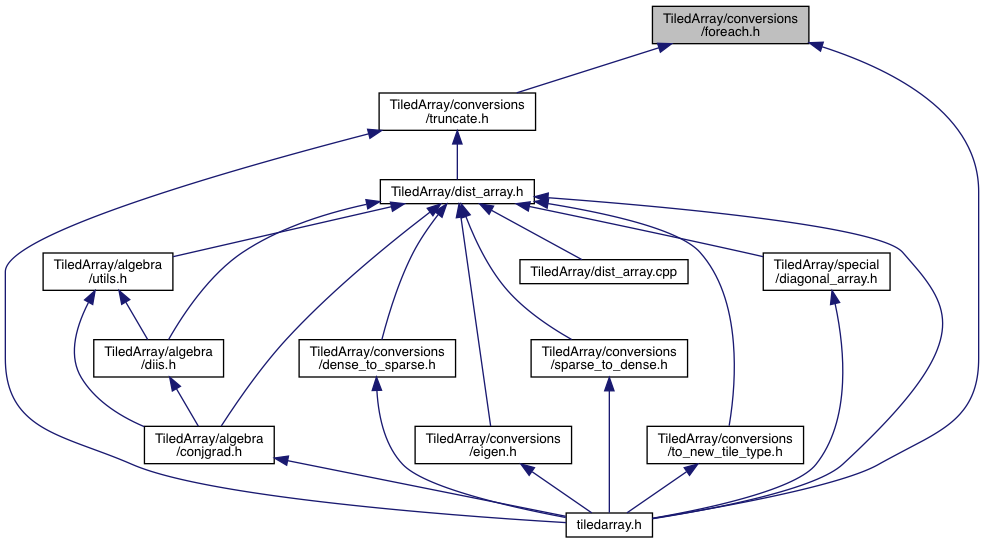 TiledArray/conversions
/foreach.h
TiledArray/conversions
/truncate.h
TiledArray/dist_array.h
TiledArray/algebra
/utils.h
TiledArray/dist_array.cpp
TiledArray/special
/diagonal_array.h
TiledArray/algebra
/diis.h
TiledArray/conversions
/dense_to_sparse.h
TiledArray/conversions
/sparse_to_dense.h
TiledArray/algebra
/conjgrad.h
TiledArray/conversions
/eigen.h
TiledArray/conversions
/to_new_tile_type.h
tiledarray.h